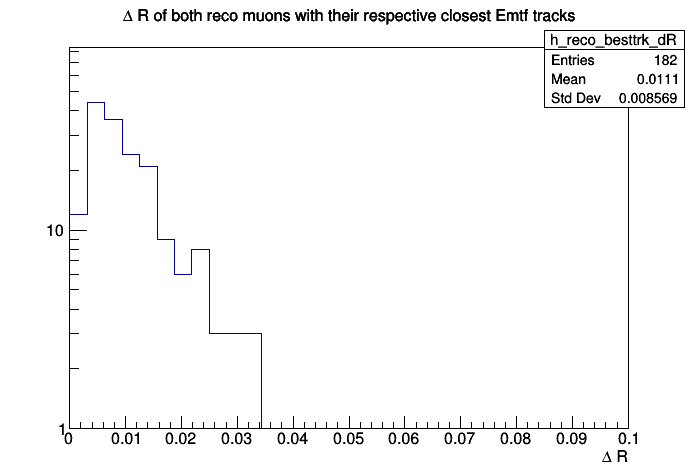 Δ R of both reco muons with their respective closest Emtf tracks
h_reco_besttrk_dR
Entries 182
Mean 0.0111
Std Dev 0.008569
10
1
0 0.01 0.02 0.03 0.04 0.05 0.06 0.07 0.08 0.09 0.1
Δ R